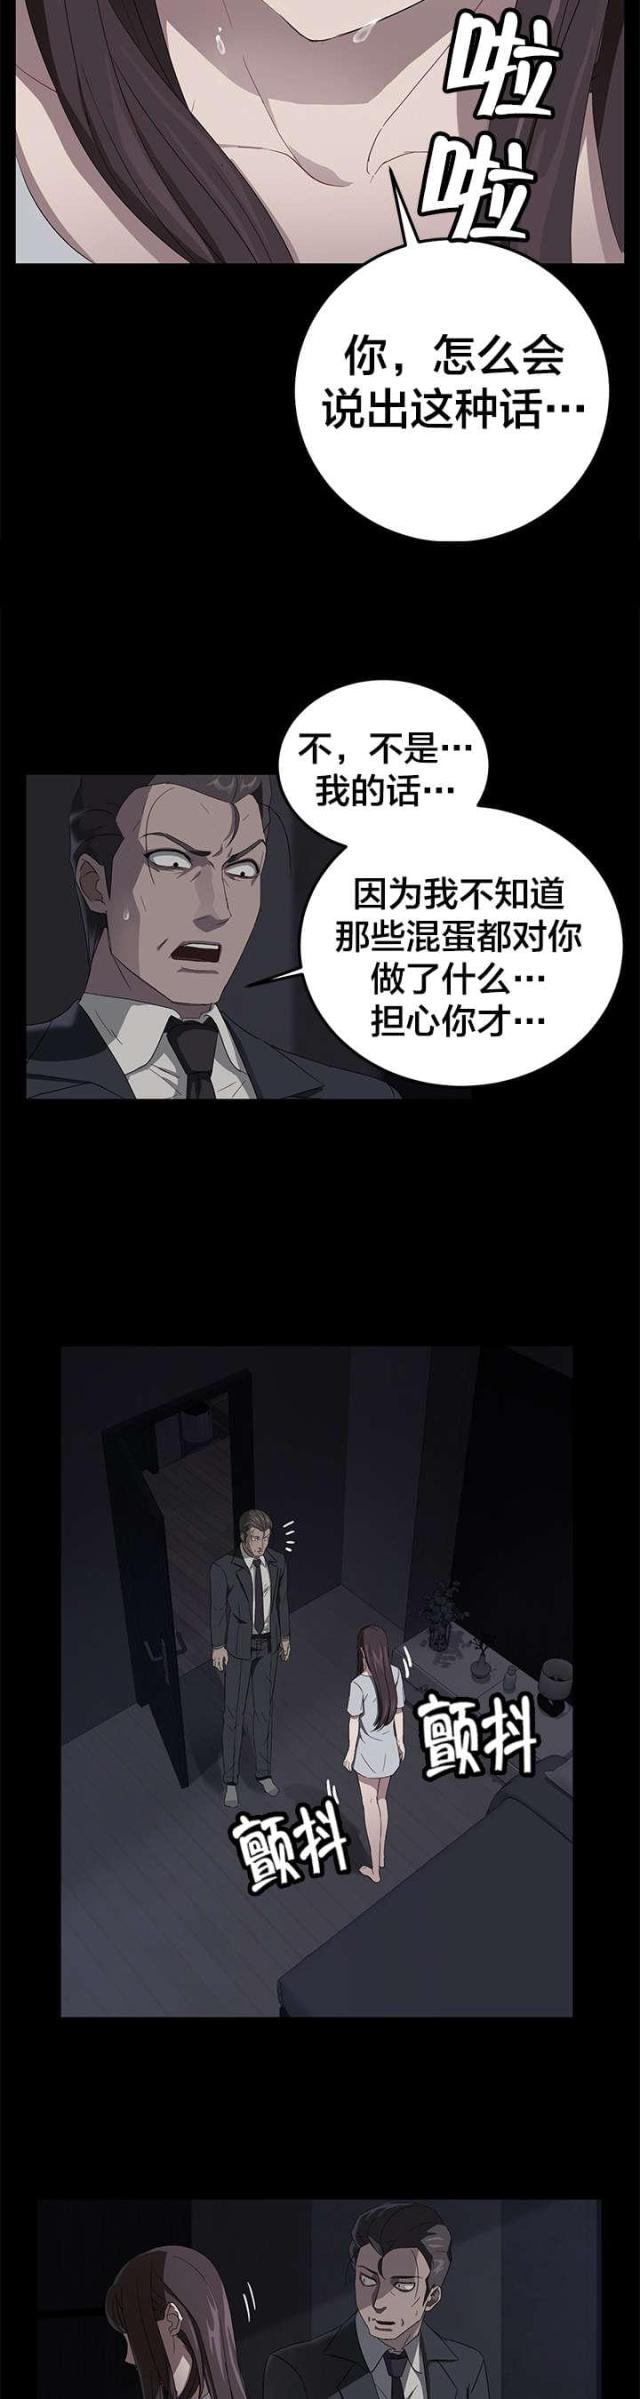 啦
啦
你，怎么会
说出这种话…
不，不是…
我的话…
因为我不知道
那些混蛋都对你
做了什么…
担心你才…
颤抖
颤抖